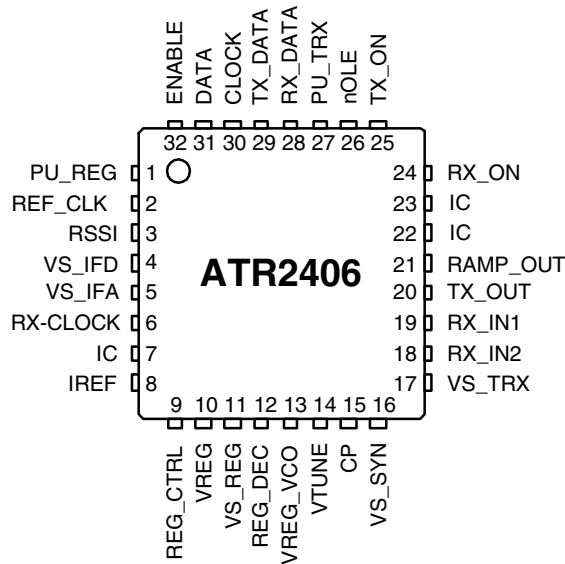 ENABLE
DATA
CLOCK
TX_DATA
RX_DATA
PU_TRX
nOLE
TX_ON
32 31 30 29 28 27 26 25
PU_REG 1
REF_CLK 2
RSSI 3
VS_IFD 4
VS_IFA 5
RX-CLOCK 6
IC 7
IREF 8
ATR2406
24 RX_ON
23 IC
22 IC
21 RAMP_OUT
20 TX_OUT
19 RX_IN1
18 RX_IN2
17 VS_TRX
9 10 11 12 13 14 15 16
REG_CTRL
VREG
VS_REG
REG_DEC
VREG_VCO
VTUNE
CP
VS_SYN